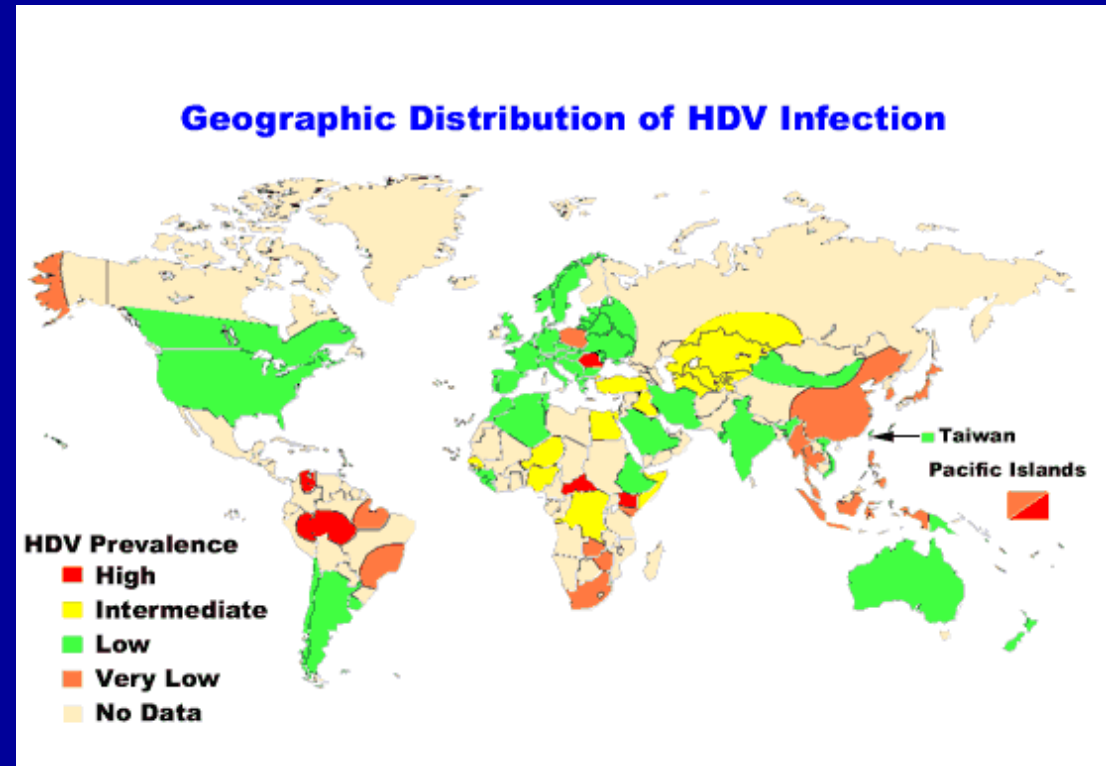 Geographic Distribution of HDV Infection
Taiwan
Pacific Islands
HDV Prevalence
High
Intermediate
Low
Very Low
No Data